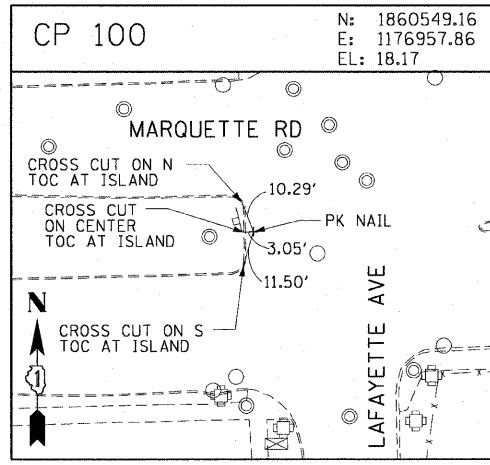 CP 100
N: 1860549.16
E: 1176957.86
EL: 18.17
MARQUETTE RD
CROSS CUT ON N
TOC AT ISLAND
10.29'
CROSS CUT
ON CENTER
TOC AT ISLAND
PK NAIL
3.05'
11.50'
N
1
CROSS CUT ON S
TOC AT ISLAND
LAFAYETTE AVE